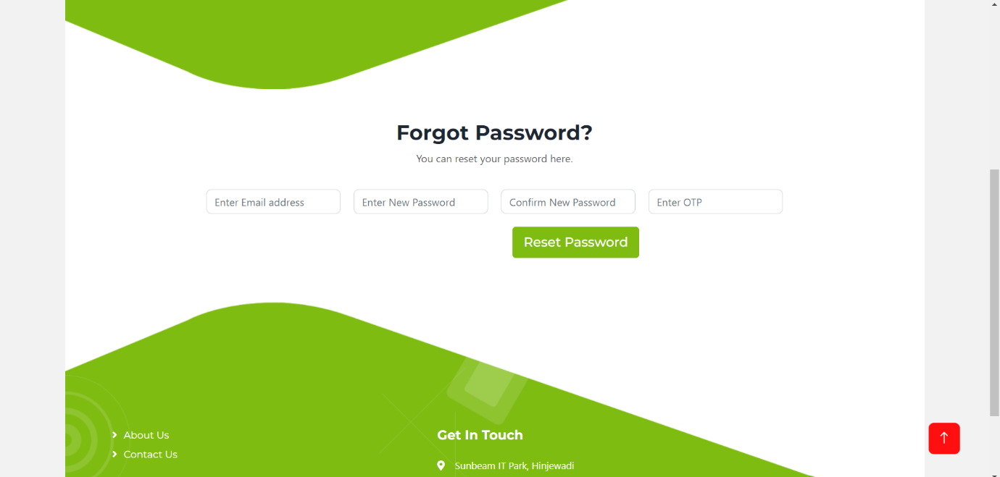 Forgot Password?
You can reset your password here.
Enter Email address
Enter New Password
Confirm New Password
Enter OTP
Reset Password
About Us
Contact Us
Get In Touch
Sunbeam IT Park, Hinjewadi